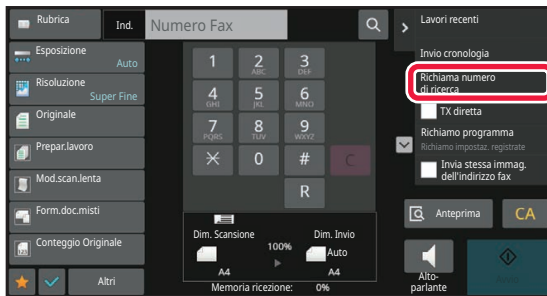 Rubrica
Ind.
Numero Fax
Esposizione
Auto
Risoluzione
Super Fine
Originale
Prepar.lavoro
Mod.scan.lenta
Form.doc.misti
Conteggio Originale
Altri
1
2
ABC
3
DEF
4
GHI
5
JKL
6
MNO
7
PQRS
8
TUV
9
WXYZ
0
#
C
R
Dim. Scansione
Dim. Invio
100%
Auto
A4
A4
Memoria ricezione: 0%
Lavori recenti
Invio cronologia
Richiama numero
di ricerca
TX diretta
Richiamo programma
Richiamo impostaz. registrate
Invia stessa immag.
dell'indirizzo fax
Anteprima
CA
Alto-
parlante